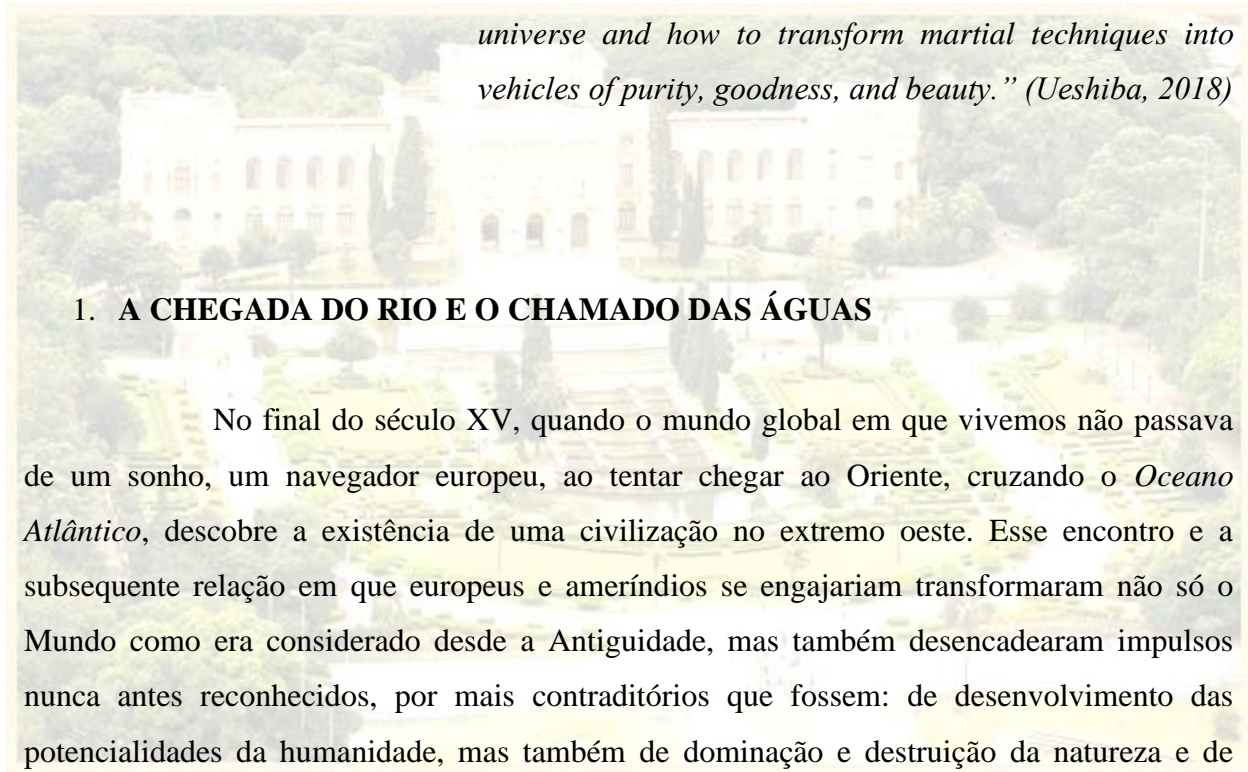 universe and how to transform martial techniques into
vehicles of purity, goodness, and beauty.” (Ueshiba, 2018)
1. A CHEGADA DO RIO E O CHAMADO DAS ÁGUAS
No final do século XV, quando o mundo global em que vivemos não passava
de um sonho, um navegador europeu, ao tentar chegar ao Oriente, cruzando o Oceano
Atlântico, descobre a existência de uma civilização no extremo oeste. Esse encontro e a
subsequente relação em que europeus e ameríndios se engajariam transformaram não só o
Mundo como era considerado desde a Antiguidade, mas também desencadearam impulsos
nunca antes reconhecidos, por mais contraditórios que fossem: de desenvolvimento das
potencialidades da humanidade, mas também de dominação e destruição da natureza e de